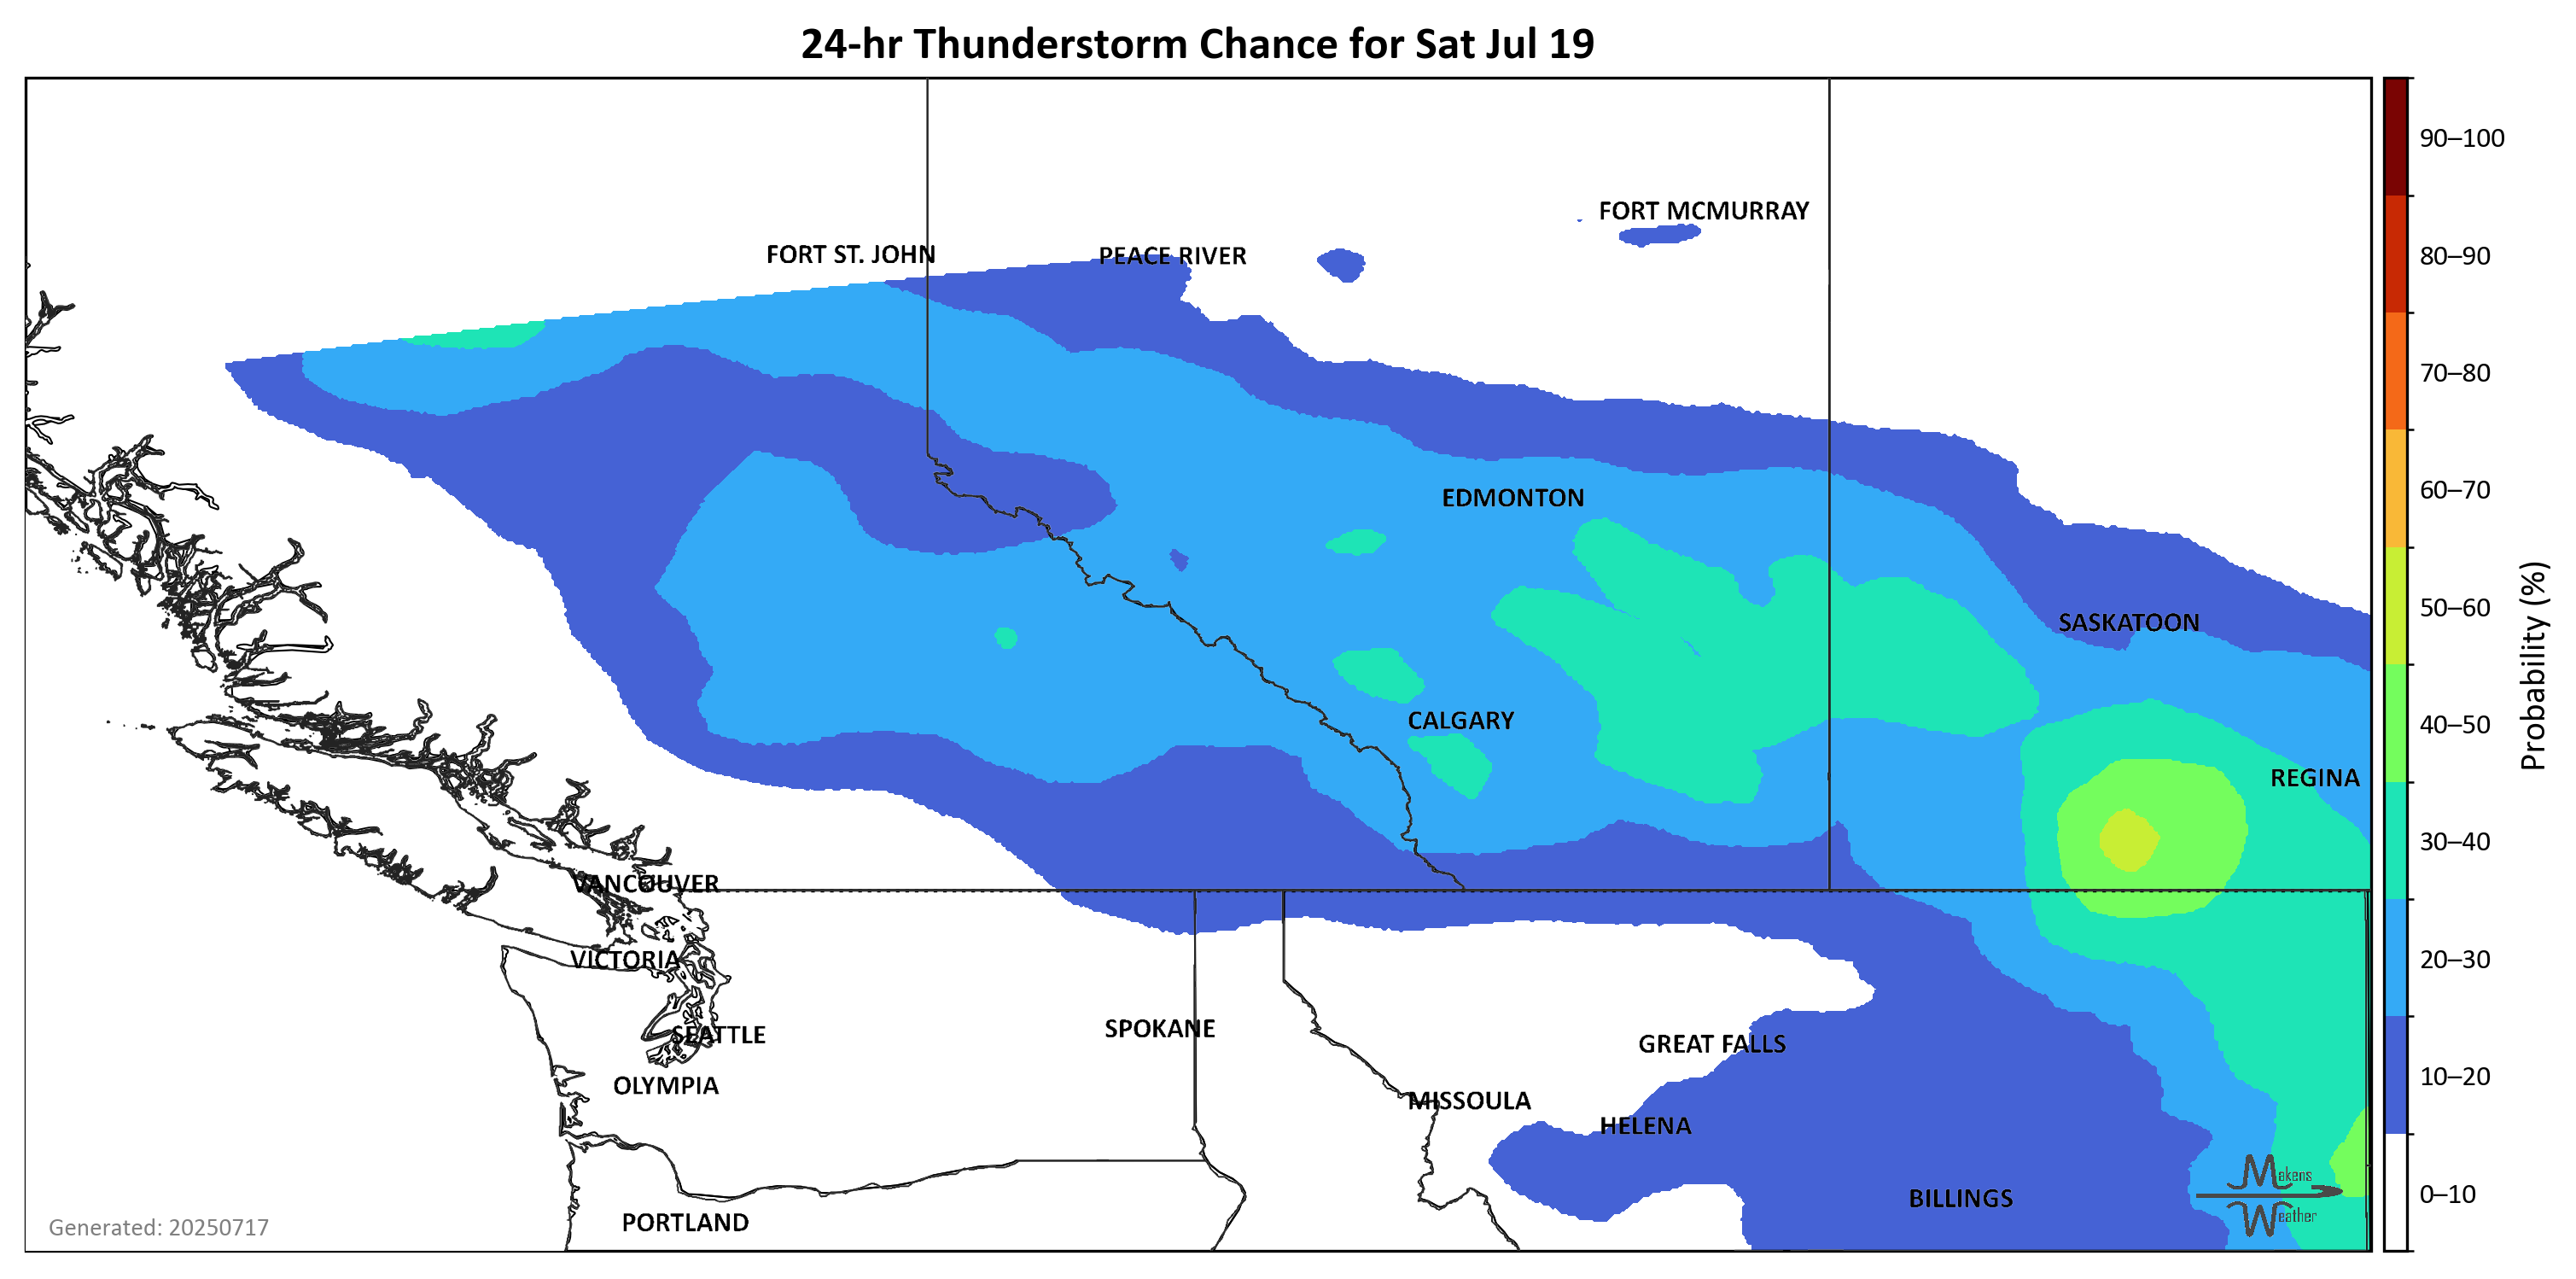 24-hr Thunderstorm Chance for Sat Jul 19
FORT MCMURRAY
FORT ST. JOHN
PEACE RIVER
EDMONTON
SASKATOON
CALGARY
REGINA
VANCOUVER
VICTORIA
SPOKANE
SEATTLE
GREAT FALLS
OLYMPIA
MISSOULA
HELENA
BILLINGS
PORTLAND
Makens
Weather
Generated: 20250717
90–100
80–90
70–80
60–70
50–60
40–50
30–40
20–30
10–20
0–10
Probability (%)